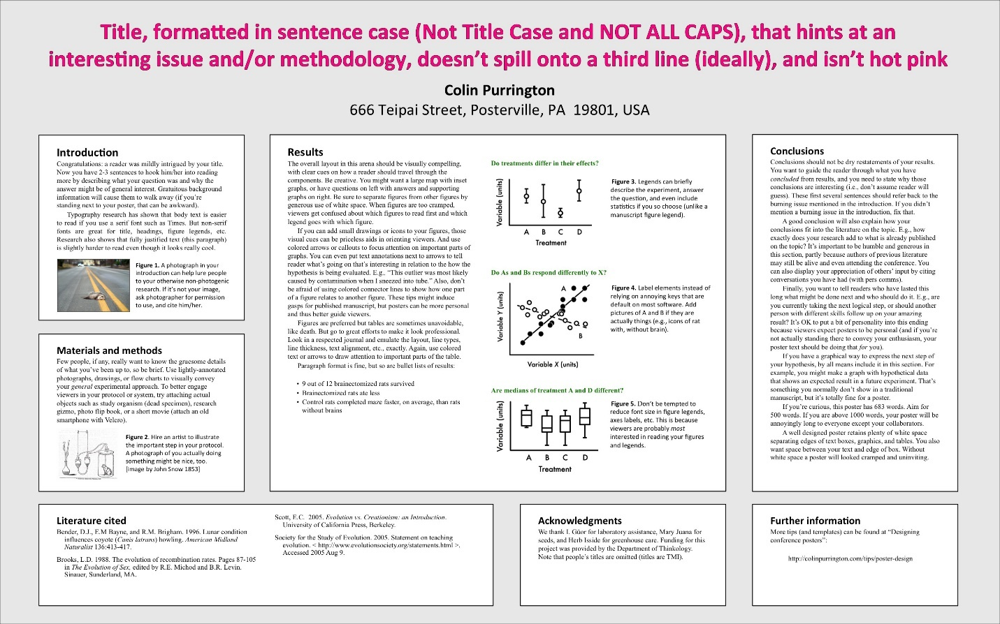 Title, formatted in sentence case (Not Title Case and NOT ALL CAPS), that hints at an
interesting issue and/or methodology, doesn't spill onto a third line (ideally), and isn't hot pink
Colin Purrington
666 Teipai Street, Posterville, PA  19801, USA
Introduction
Congratulations: a reader was mildly intrigued by your title.
Now you have 2-3 sentences to hook him/her into reading
more by describing what your question was and why the
answer might be of general interest. Gratuitous background
information will cause them to walk away (if you're
standing next to your poster, that can be awkward).
Typography research has shown that body text is easier
to read if you use a serif font such as Times. But non-serif
fonts are great for title, headings, figure legends, etc.
Research also shows that fully justified text (this paragraph)
is slightly harder to read even though it looks really cool.
Figure 1. A photograph in your
introduction can help lure people
to your otherwise non-photogenic
research. If it's not your image,
ask photographer for permission
to use, and cite him/her.
Materials and methods
Few people, if any, really want to know the gruesome details
of what you've been up to, so be brief. Use lightly-annotated
photographs, drawings, or flow charts to visually convey
your general experimental approach. To better engage
viewers in your protocol or system, try attaching actual
objects such as study organism (dead specimen), research
gizmo, photo flip book, or a short movie (attach an old
smartphone with Velcro).
Figure 2. Hire an artist to illustrate
the important step in your protocol.
A photograph of you actually doing
something might be nice, too.
[image by John Snow 1853]
Results
The overall layout in this arena should be visually compelling,
with clear cues on how a reader should travel through the
components. Be creative. You might want a large map with inset
graphs, or have questions on left with answers and supporting
graphs on right. Be sure to separate figures from other figures by
generous use of white space. When figures are too cramped,
viewers get confused about which figures to read first and which
legend goes with which figure.
If you can add small drawings or icons to your figures, those
visual cues can be priceless aids in orienting viewers. And use
colored arrows or callouts to focus attention on important parts of
graphs. You can even put text annotations next to arrows to tell
reader what's going on that's interesting in relation to the how the
hypothesis is being evaluated. E.g., "This outlier was most likely
caused by contamination when I sneezed into tube." Also, don't
be afraid of using colored connector lines to show how one part
of a figure relates to another figure. These tips might induce
gasps for published manuscript, but posters can be more personal
and thus better guide viewers.
Figures are preferred but tables are sometimes unavoidable,
like death. But go to great efforts to make it look professional.
Look in a respected journal and emulate the layout, line types,
line thickness, text alignment, etc., exactly. Again, use colored
text or arrows to draw attention to important parts of the table.
Paragraph format is fine, but so are bullet lists of results:
• 9 out of 12 brainectomized rats survived
• Brainectomized rats ate less
• Control rats completed maze faster, on average, than rats
without brains
Do treatments differ in their effects?
Variable (units)
A B C D
Treatment
Figure 3. Legends can briefly
describe the experiment, answer
the question, and even include
statistics if you so choose (unlike a
manuscript figure legend).
Do As and Bs respond differently to X?
Variable Y (units)
A
B
Variable X (units)
Figure 4. Label elements instead of
relying on annoying keys that are
default on most software. Add
pictures of A and B if they are
actually things (e.g., icons of rat
with, without brain).
Are medians of treatment A and D different?
Variable (units)
A B C D
Treatment
Figure 5. Don't be tempted to
reduce font size in figure legends,
axes labels, etc. This is because
viewers are probably most
interested in reading your figures
and legends.
Conclusions
Conclusions should not be dry restatements of your results.
You want to guide the reader through what you have
concluded from results, and you need to state why those
conclusions are interesting (i.e., don't assume reader will
guess). These first several sentences should refer back to the
burning issue mentioned in the introduction. If you didn't
mention a burning issue in the introduction, fix that.
A good conclusion will also explain how your
conclusions fit into the literature on the topic. E.g., how
exactly does your research add to what is already published
on the topic? It's important to be humble and generous in
this section, partly because authors of previous literature
may still be alive and even attending the conference. You
can also display your appreciation of others' input by citing
conversations you have had (with pers comms).
Finally, you want to tell readers who have lasted this
long what might be done next and who should do it. E.g., are
you currently taking the next logical step, or should another
person with different skills follow up on your amazing
result? It's OK to put a bit of personality into this ending
because viewers expect posters to be personal (and if you're
not actually standing there to convey your enthusiasm, your
poster text should be doing that for you).
If you have a graphical way to express the next step of
your hypothesis, by all means include it in this section. For
example, you might make a graph with hypothetical data
that shows an expected result in a future experiment. That's
something you normally don't show in a traditional
manuscript, but it's totally fine for a poster.
If you're curious, this poster has 683 words. Aim for
500 words. If you are above 1000 words, your poster will be
annoyingly long to everyone except your collaborators.
A well designed poster retains plenty of white space
separating edges of text boxes, graphics, and tables. You also
want space between your text and edge of box. Without
white space a poster will looked cramped and uninviting.
Literature cited
Bender, D.J., E.M Bayne, and R.M. Brigham. 1996. Lunar condition
influences coyote (Canis latrans) howling. American Midland
Naturalist 136:413-417.
Brooks, L.D. 1988. The evolution of recombination rates. Pages 87-105
in The Evolution of Sex, edited by R.E. Michod and B.R. Levin.
Sinauer, Sunderland, MA.
Scott, E.C.  2005. Evolution vs. Creationism: an Introduction.
University of California Press, Berkeley.
Society for the Study of Evolution. 2005. Statement on teaching
evolution. < http://www.evolutionsociety.org/statements.html >.
Accessed 2005 Aug 9.
Acknowledgments
We thank I. Güor for laboratory assistance, Mary Juana for
seeds, and Herb Isside for greenhouse care. Funding for this
project was provided by the Department of Thinkology.
Note that people's titles are omitted (titles are TMI).
Further information
More tips (and templates) can be found at "Designing
conference posters":
http://colinpurrington.com/tips/poster-design